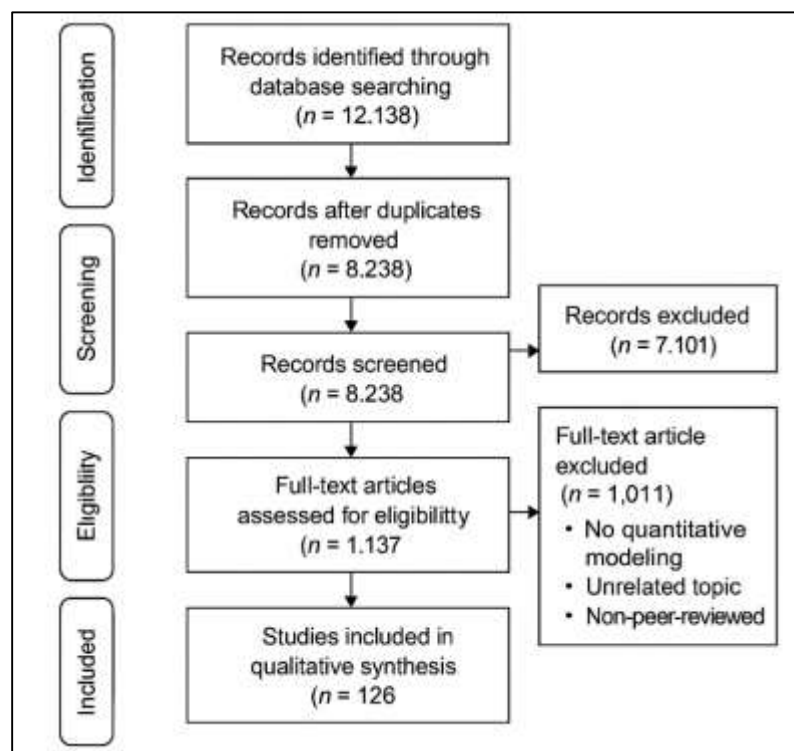 Identification
Records identified through
database searching
(n = 12.138)
Records after duplicates
removed
(n = 8.238)
Screening
Records screened
(n = 8.238
Records excluded
(n = 7.101)
Eligibility
Full-text articles
assessed for eligibilitty
(n = 1.137
Full-text article
excluded
(n = 1,011)
• No quantitative
modeling
• Unrelated topic
• Non-peer-reviewed
Included
Studies included in
qualitative synthesis
(n = 126